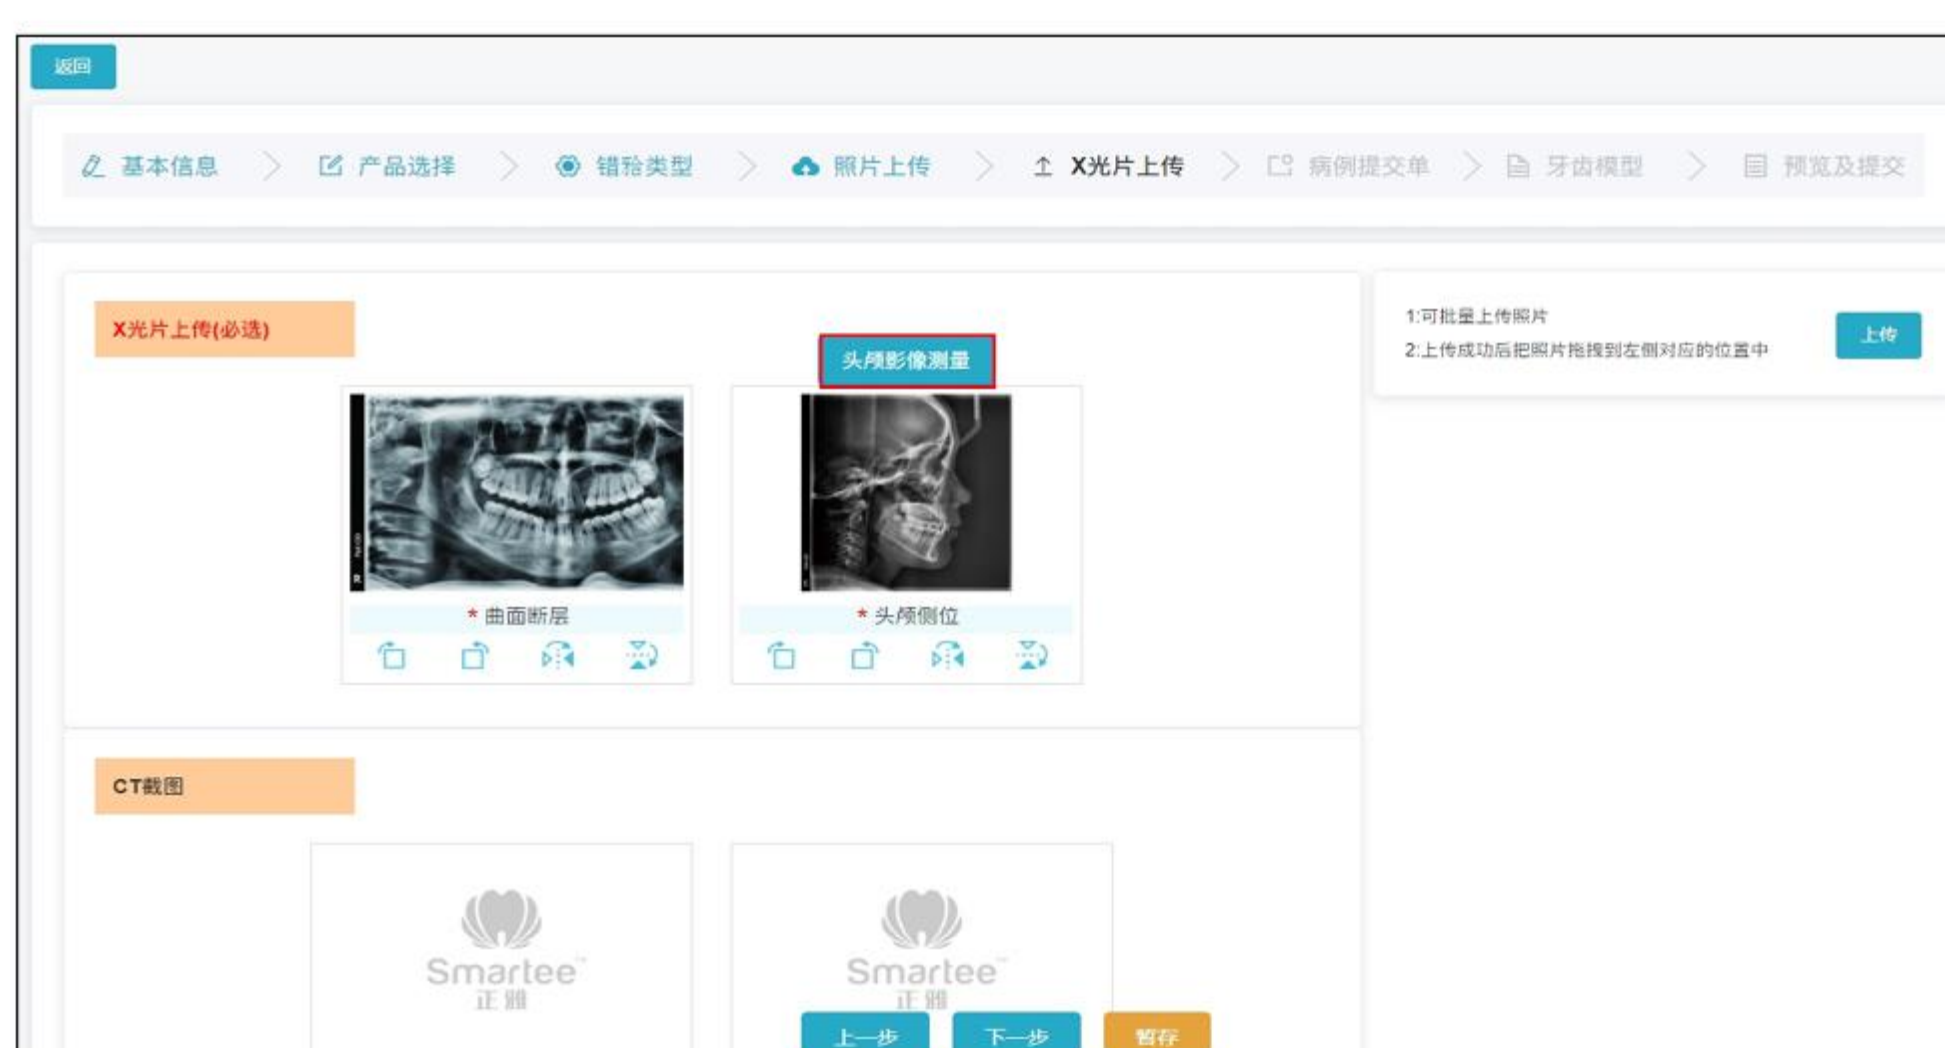 返回
基本信息
产品选择
错𬌗类型
照片上传
X光片上传
病例提交单
牙齿模型
预览及提交
X光片上传(必选)
头颅影像测量
1:可批量上传照片
2:上传成功后把照片拖拽到左侧对应的位置中
上传
R
* 曲面断层
* 头颅侧位
CT截图
Smartee™
正雅
Smartee™
正雅
上一步
下一步
暂存